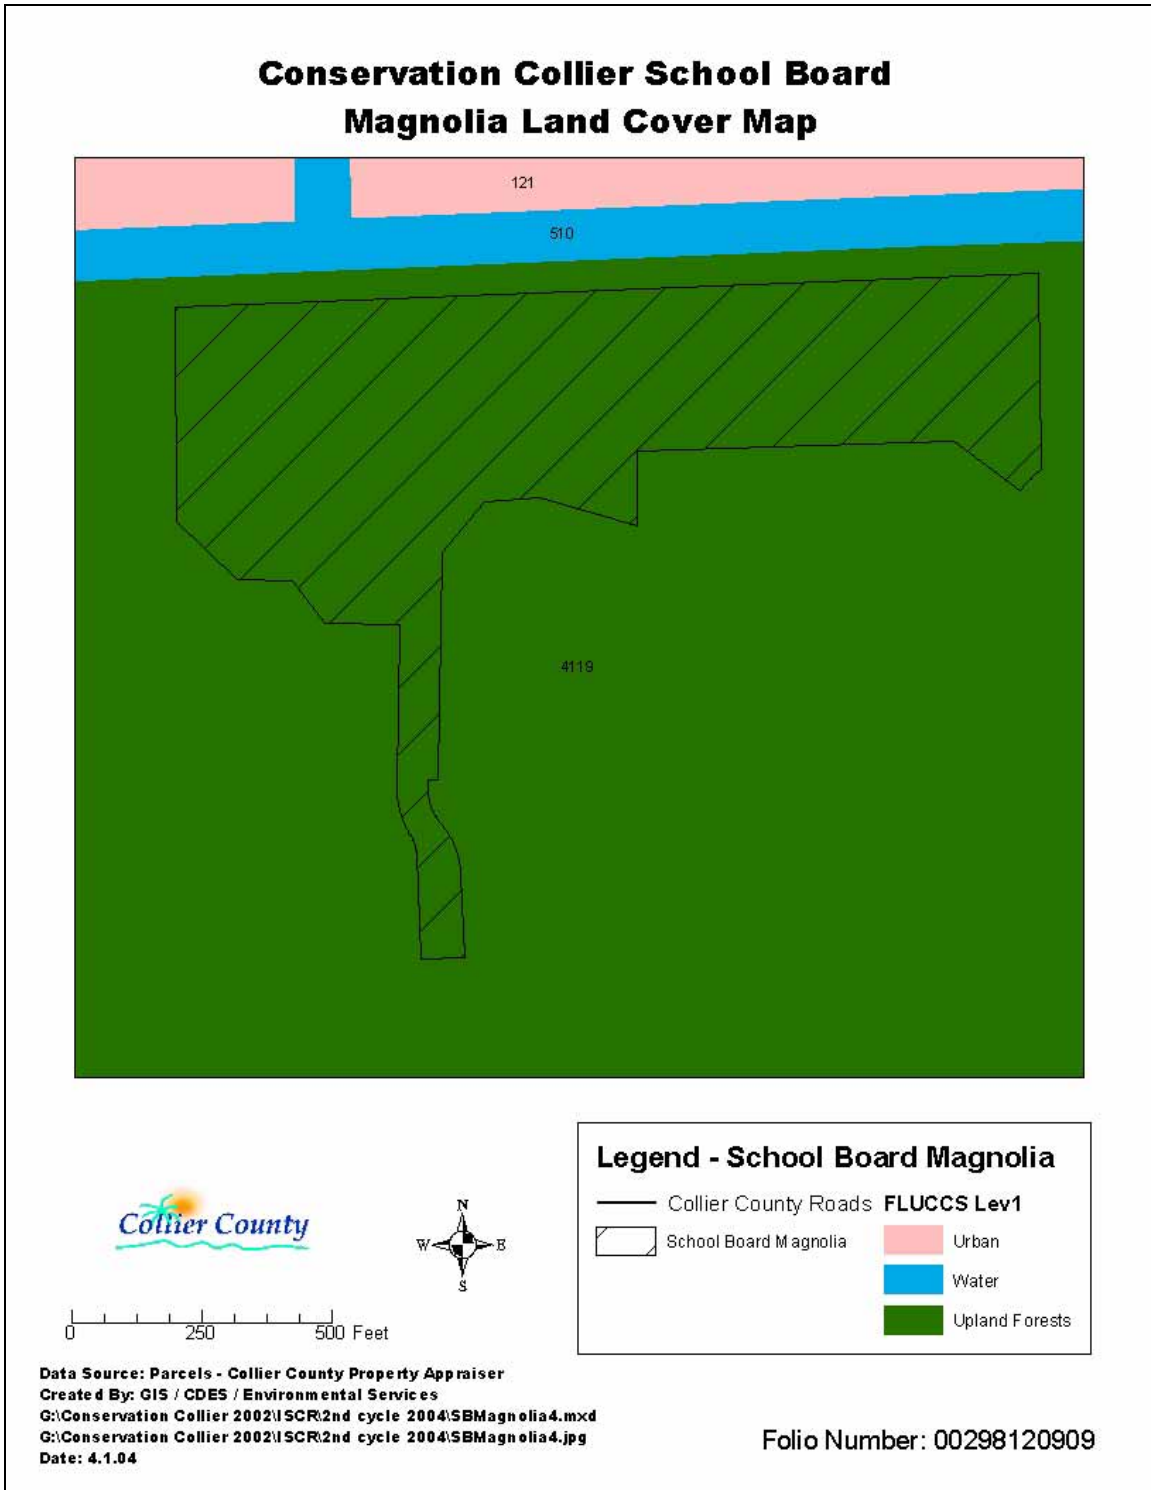 Conservation Collier School Board
Magnolia Land Cover Map
121
510
4119
Legend - School Board Magnolia
Collier County Roads FLUCCS Lev1
School Board Magnolia
Urban
Water
Upland Forests
Collier County
N
W E
S
0 250 500 Feet
Data Source: Parcels - Collier County Property Appraiser
Created By: GIS / CDES / Environmental Services
G:\Conservation Collier 2002\ISCR\2nd cycle 2004\SBMagnolia4.mxd
G:\Conservation Collier 2002\ISCR\2nd cycle 2004\SBMagnolia4.jpg
Date: 4.1.04
Folio Number: 00298120909